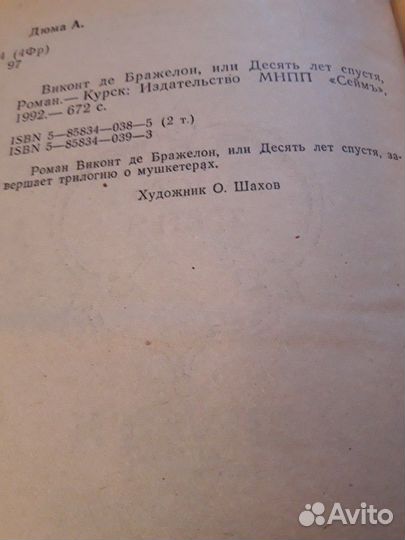 Дюма А.
4 (4Фр)
97
Виконт де Бражелон, или Десять лет спустя,
Роман.— Курск: Издательство МНПП «Сеймъ»,
1992.— 672 с.
ISBN 5—85834—038—5 (2 т.)
ISBN 5—85834—039—3
Роман Виконт де Бражелон, или Десять лет спустя, за-
вершает трилогию о мушкетерах.
Художник О. Шахов
Avito